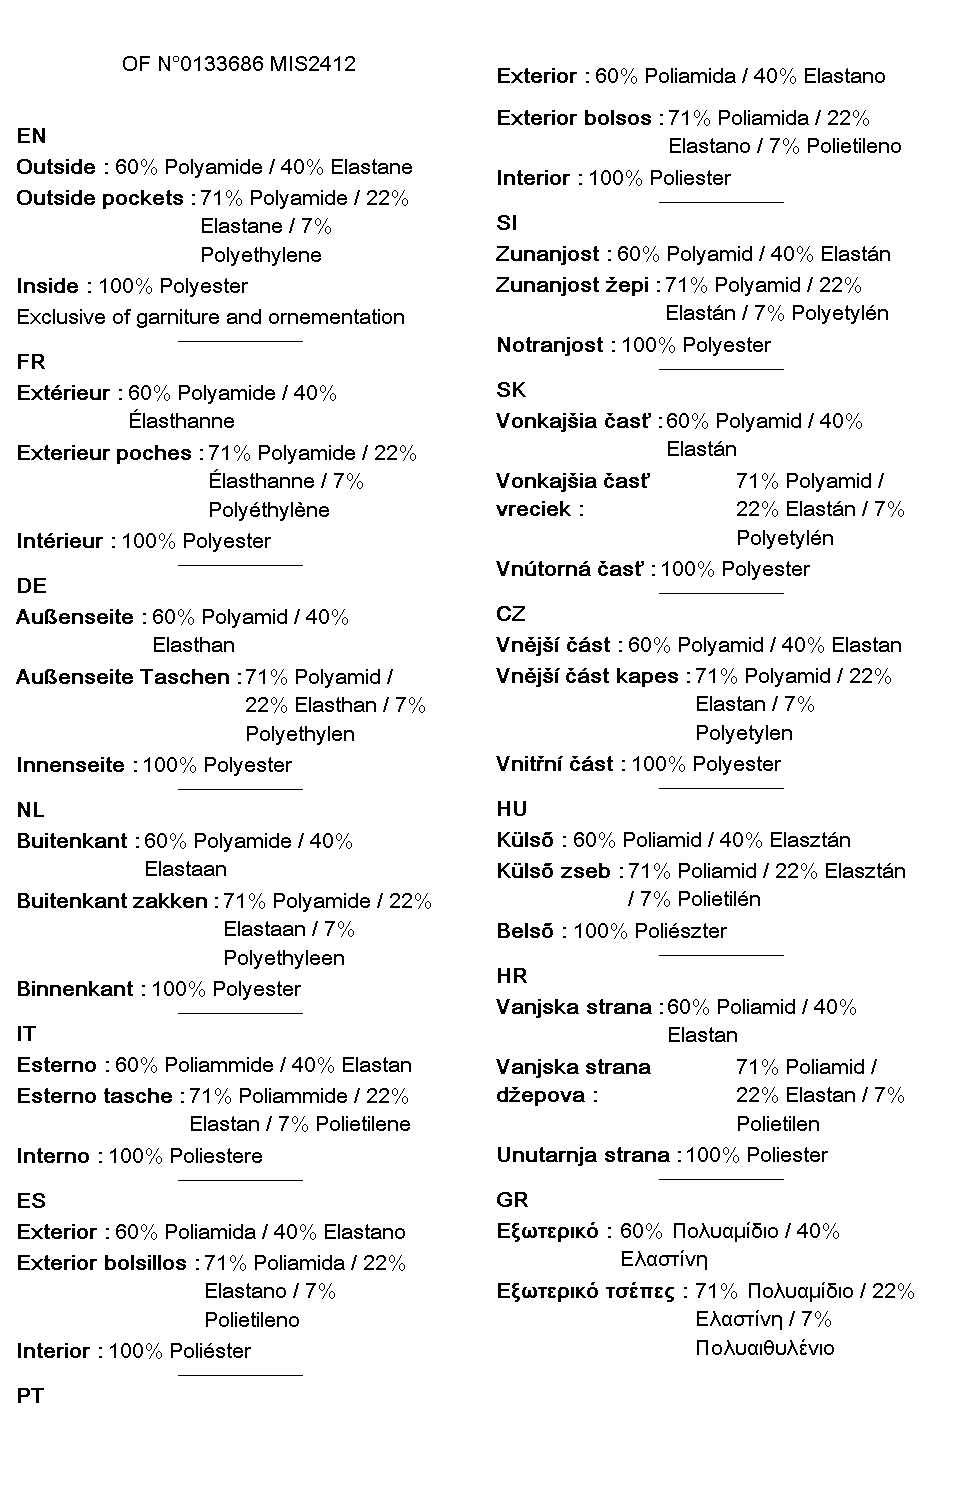 OF N°0133686 MIS2412
EN
Outside : 60% Polyamide / 40% Elastane
Outside pockets : 71% Polyamide / 22%
Elastane / 7%
Polyethylene
Inside : 100% Polyester
Exclusive of garniture and ornementation
FR
Extérieur : 60% Polyamide / 40%
Élasthanne
Exterieur poches : 71% Polyamide / 22%
Élasthanne / 7%
Polyéthylène
Intérieur : 100% Polyester
DE
Außenseite : 60% Polyamid / 40%
Elasthan
Außenseite Taschen : 71% Polyamid /
22% Elasthan / 7%
Polyethylen
Innenseite : 100% Polyester
NL
Buitenkant : 60% Polyamide / 40%
Elastaan
Buitenkant zakken : 71% Polyamide / 22%
Elastaan / 7%
Polyethyleen
Binnenkant : 100% Polyester
IT
Esterno : 60% Poliammide / 40% Elastan
Esterno tasche : 71% Poliammide / 22%
Elastan / 7% Polietilene
Interno : 100% Poliestere
ES
Exterior : 60% Poliamida / 40% Elastano
Exterior bolsillos : 71% Poliamida / 22%
Elastano / 7%
Polietileno
Interior : 100% Poliéster
PT
Exterior : 60% Poliamida / 40% Elastano
Exterior bolsos : 71% Poliamida / 22%
Elastano / 7% Polietileno
Interior : 100% Poliester
SI
Zunanjost : 60% Polyamid / 40% Elastán
Zunanjost žepi : 71% Polyamid / 22%
Elastán / 7% Polyetylén
Notranjost : 100% Polyester
SK
Vonkajšia časť : 60% Polyamid / 40%
Elastán
Vonkajšia časť 71% Polyamid /
vreciek : 22% Elastán / 7%
Polyetylén
Vnútorná časť : 100% Polyester
CZ
Vnější část : 60% Polyamid / 40% Elastan
Vnější část kapes : 71% Polyamid / 22%
Elastan / 7%
Polyetylen
Vnitřní část : 100% Polyester
HU
Külső : 60% Poliamid / 40% Elasztán
Külső zseb : 71% Poliamid / 22% Elasztán
/ 7% Polietilén
Belső : 100% Poliészter
HR
Vanjska strana : 60% Poliamid / 40%
Elastan
Vanjska strana 71% Poliamid /
džepova : 22% Elastan / 7%
Polietilen
Unutarnja strana : 100% Poliester
GR
Εξωτερικό : 60% Πολυαμίδιο / 40%
Ελαστίνη
Εξωτερικό τσέπες : 71% Πολυαμίδιο / 22%
Ελαστίνη / 7%
Πολυαιθυλένιο